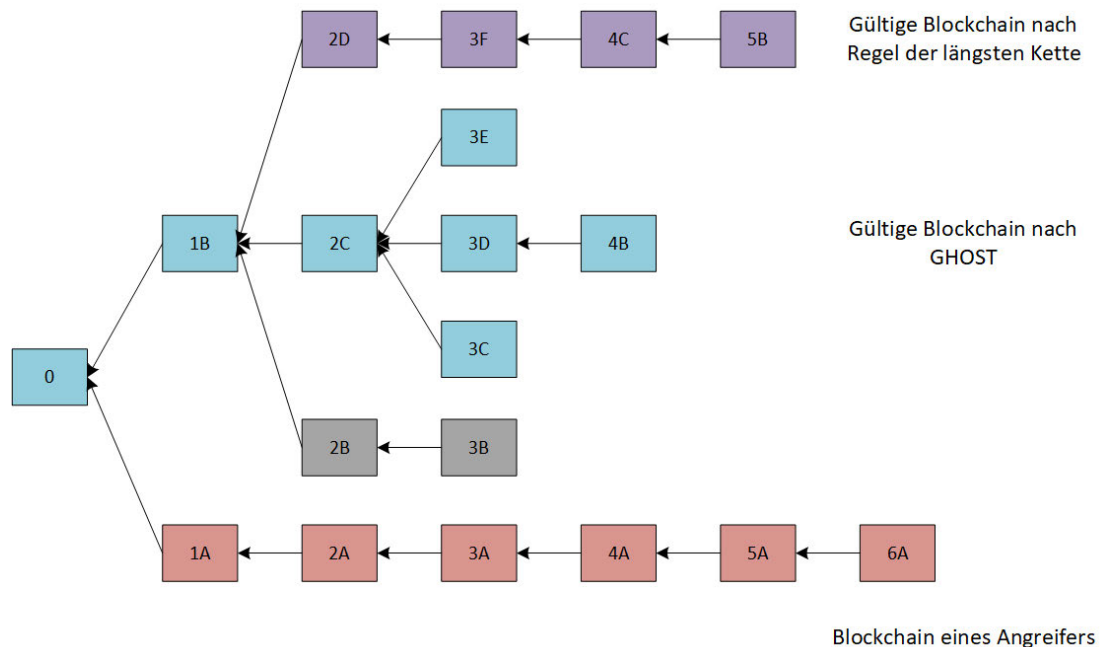 2D
3F
4C
5B
Gültige Blockchain nach
Regel der längsten Kette
3E
1B
2C
3D
4B
Gültige Blockchain nach
GHOST
3C
0
2B
3B
1A
2A
3A
4A
5A
6A
Blockchain eines Angreifers